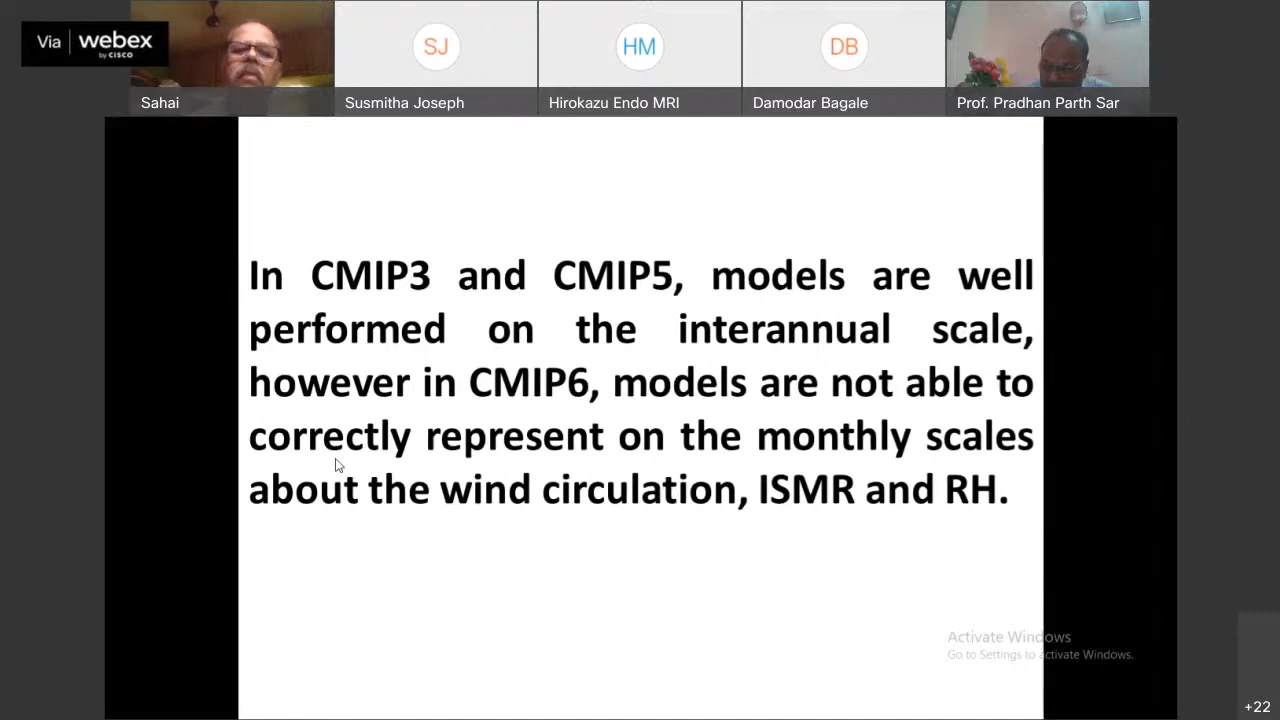 Via webex
by CISCO
SJ
HM
DB
Sahai
Susmitha Joseph
Hirokazu Endo MRI
Damodar Bagale
Prof. Pradhan Parth Sar
In CMIP3 and CMIP5, models are well
performed on the interannual scale,
however in CMIP6, models are not able to
correctly represent on the monthly scales
about the wind circulation, ISMR and RH.
Activate Windows
Go to Settings to activate Windows.
+22